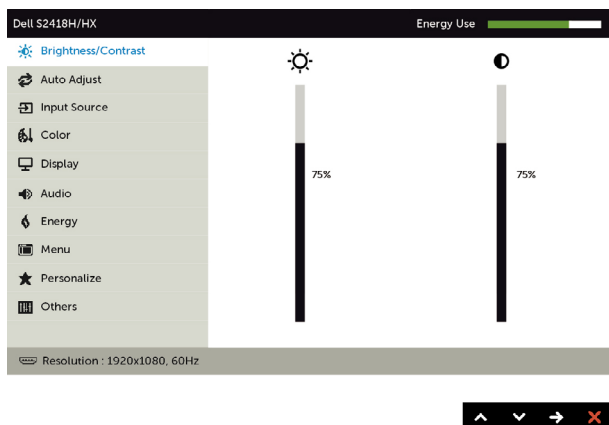 Dell S2418H/HX
Energy Use
Brightness/Contrast
Auto Adjust
Input Source
Color
Display
Audio
Energy
Menu
Personalize
Others
75%
75%
Resolution : 1920x1080, 60Hz